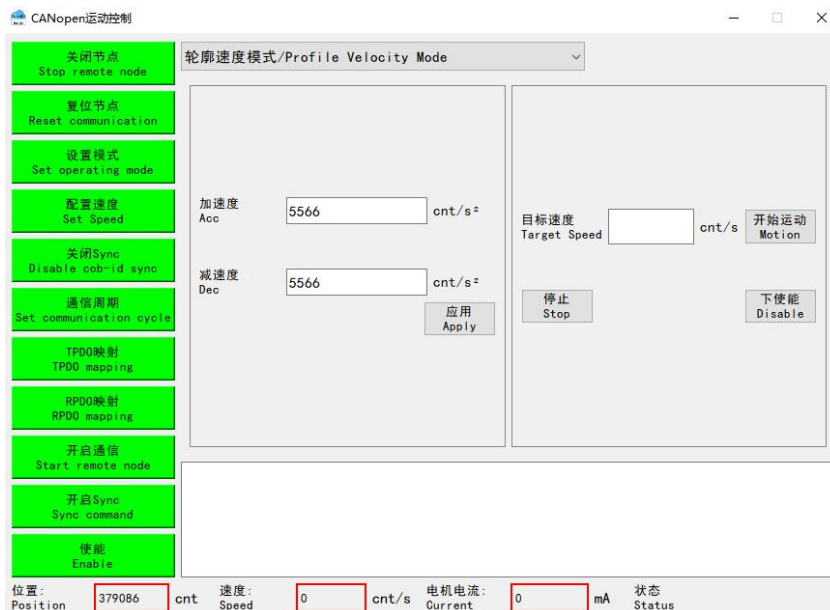 CANopen运动控制
关闭节点
Stop remote node
复位节点
Reset communication
设置模式
Set operating mode
配置速度
Set Speed
关闭Sync
Disable cob-id sync
通信周期
Set communication cycle
TPDO映射
TPDO mapping
RPDO映射
RPDO mapping
开启通信
Start remote node
开启Sync
Sync command
使能
Enable
轮廓速度模式/Profile Velocity Mode
加速度
Acc
5566
cnt/s²
减速度
Dec
5566
cnt/s²
应用
Apply
目标速度
Target Speed
cnt/s
开始运动
Motion
停止
Stop
下使能
Disable
位置:
Position
379086
cnt
速度:
Speed
0
cnt/s
电机电流:
Current
0
mA
状态
Status